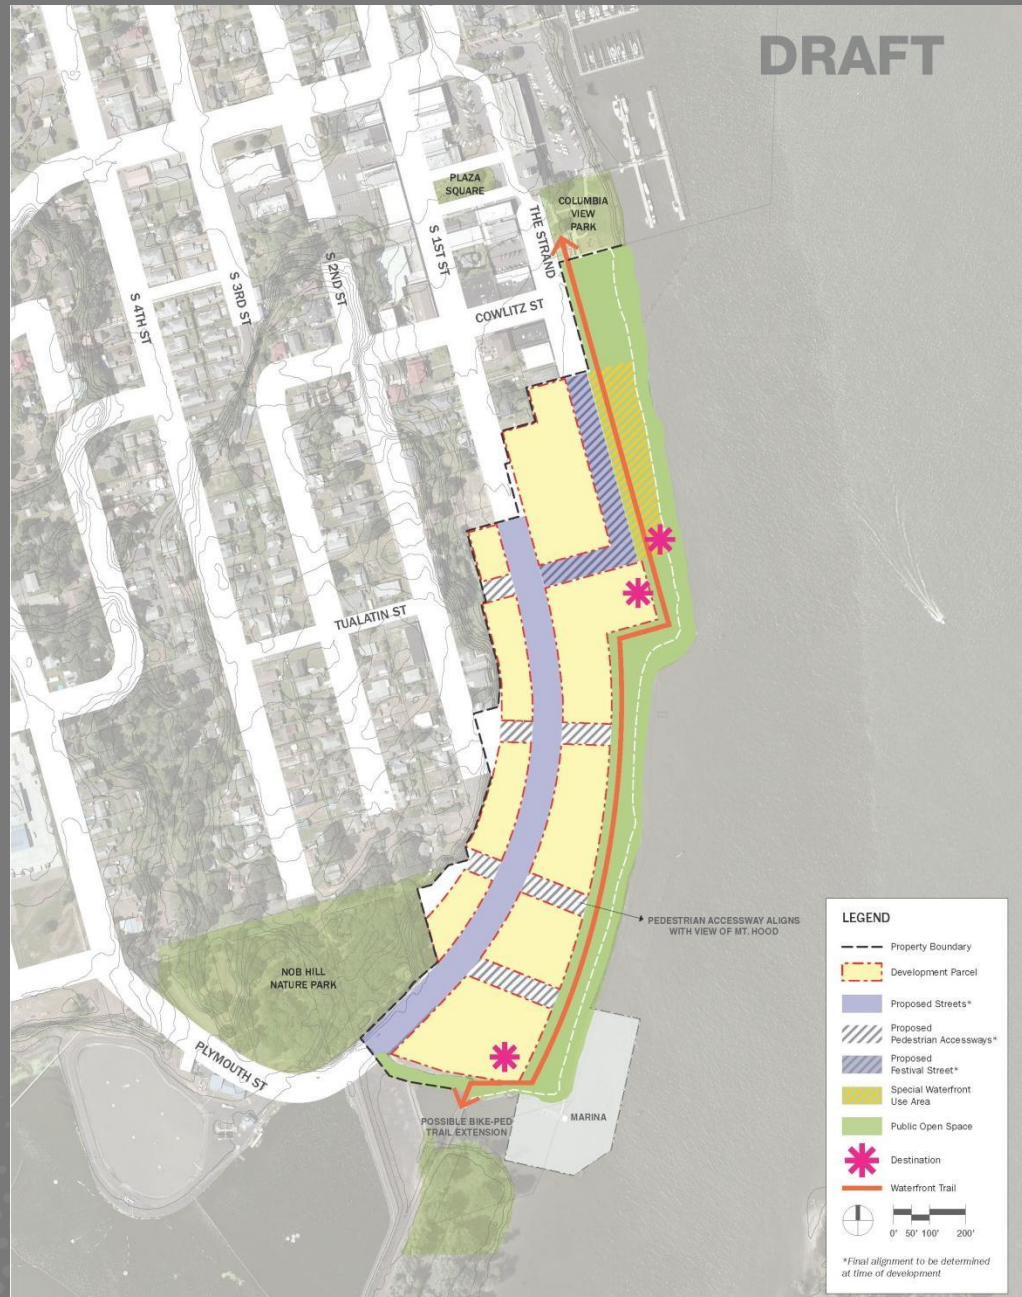 DRAFT
PLAZA
SQUARE
COLUMBIA
VIEW
PARK
THE STRAND
S 1ST ST
S 2ND ST
S 3RD ST
S 4TH ST
COWLITZ ST
TUALATIN ST
PEDESTRIAN ACCESSWAY ALIGNS
WITH VIEW OF MT. HOOD
NOB HILL
NATURE PARK
PLYMOUTH ST
POSSIBLE BIKE-PED
TRAIL EXTENSION
MARINA
LEGEND
Property Boundary
Development Parcel
Proposed Streets*
Proposed
Pedestrian Accessways*
Proposed
Festival Street*
Special Waterfront
Use Area
Public Open Space
Destination
Waterfront Trail
0' 50' 100' 200'
*Final alignment to be determined
at time of development